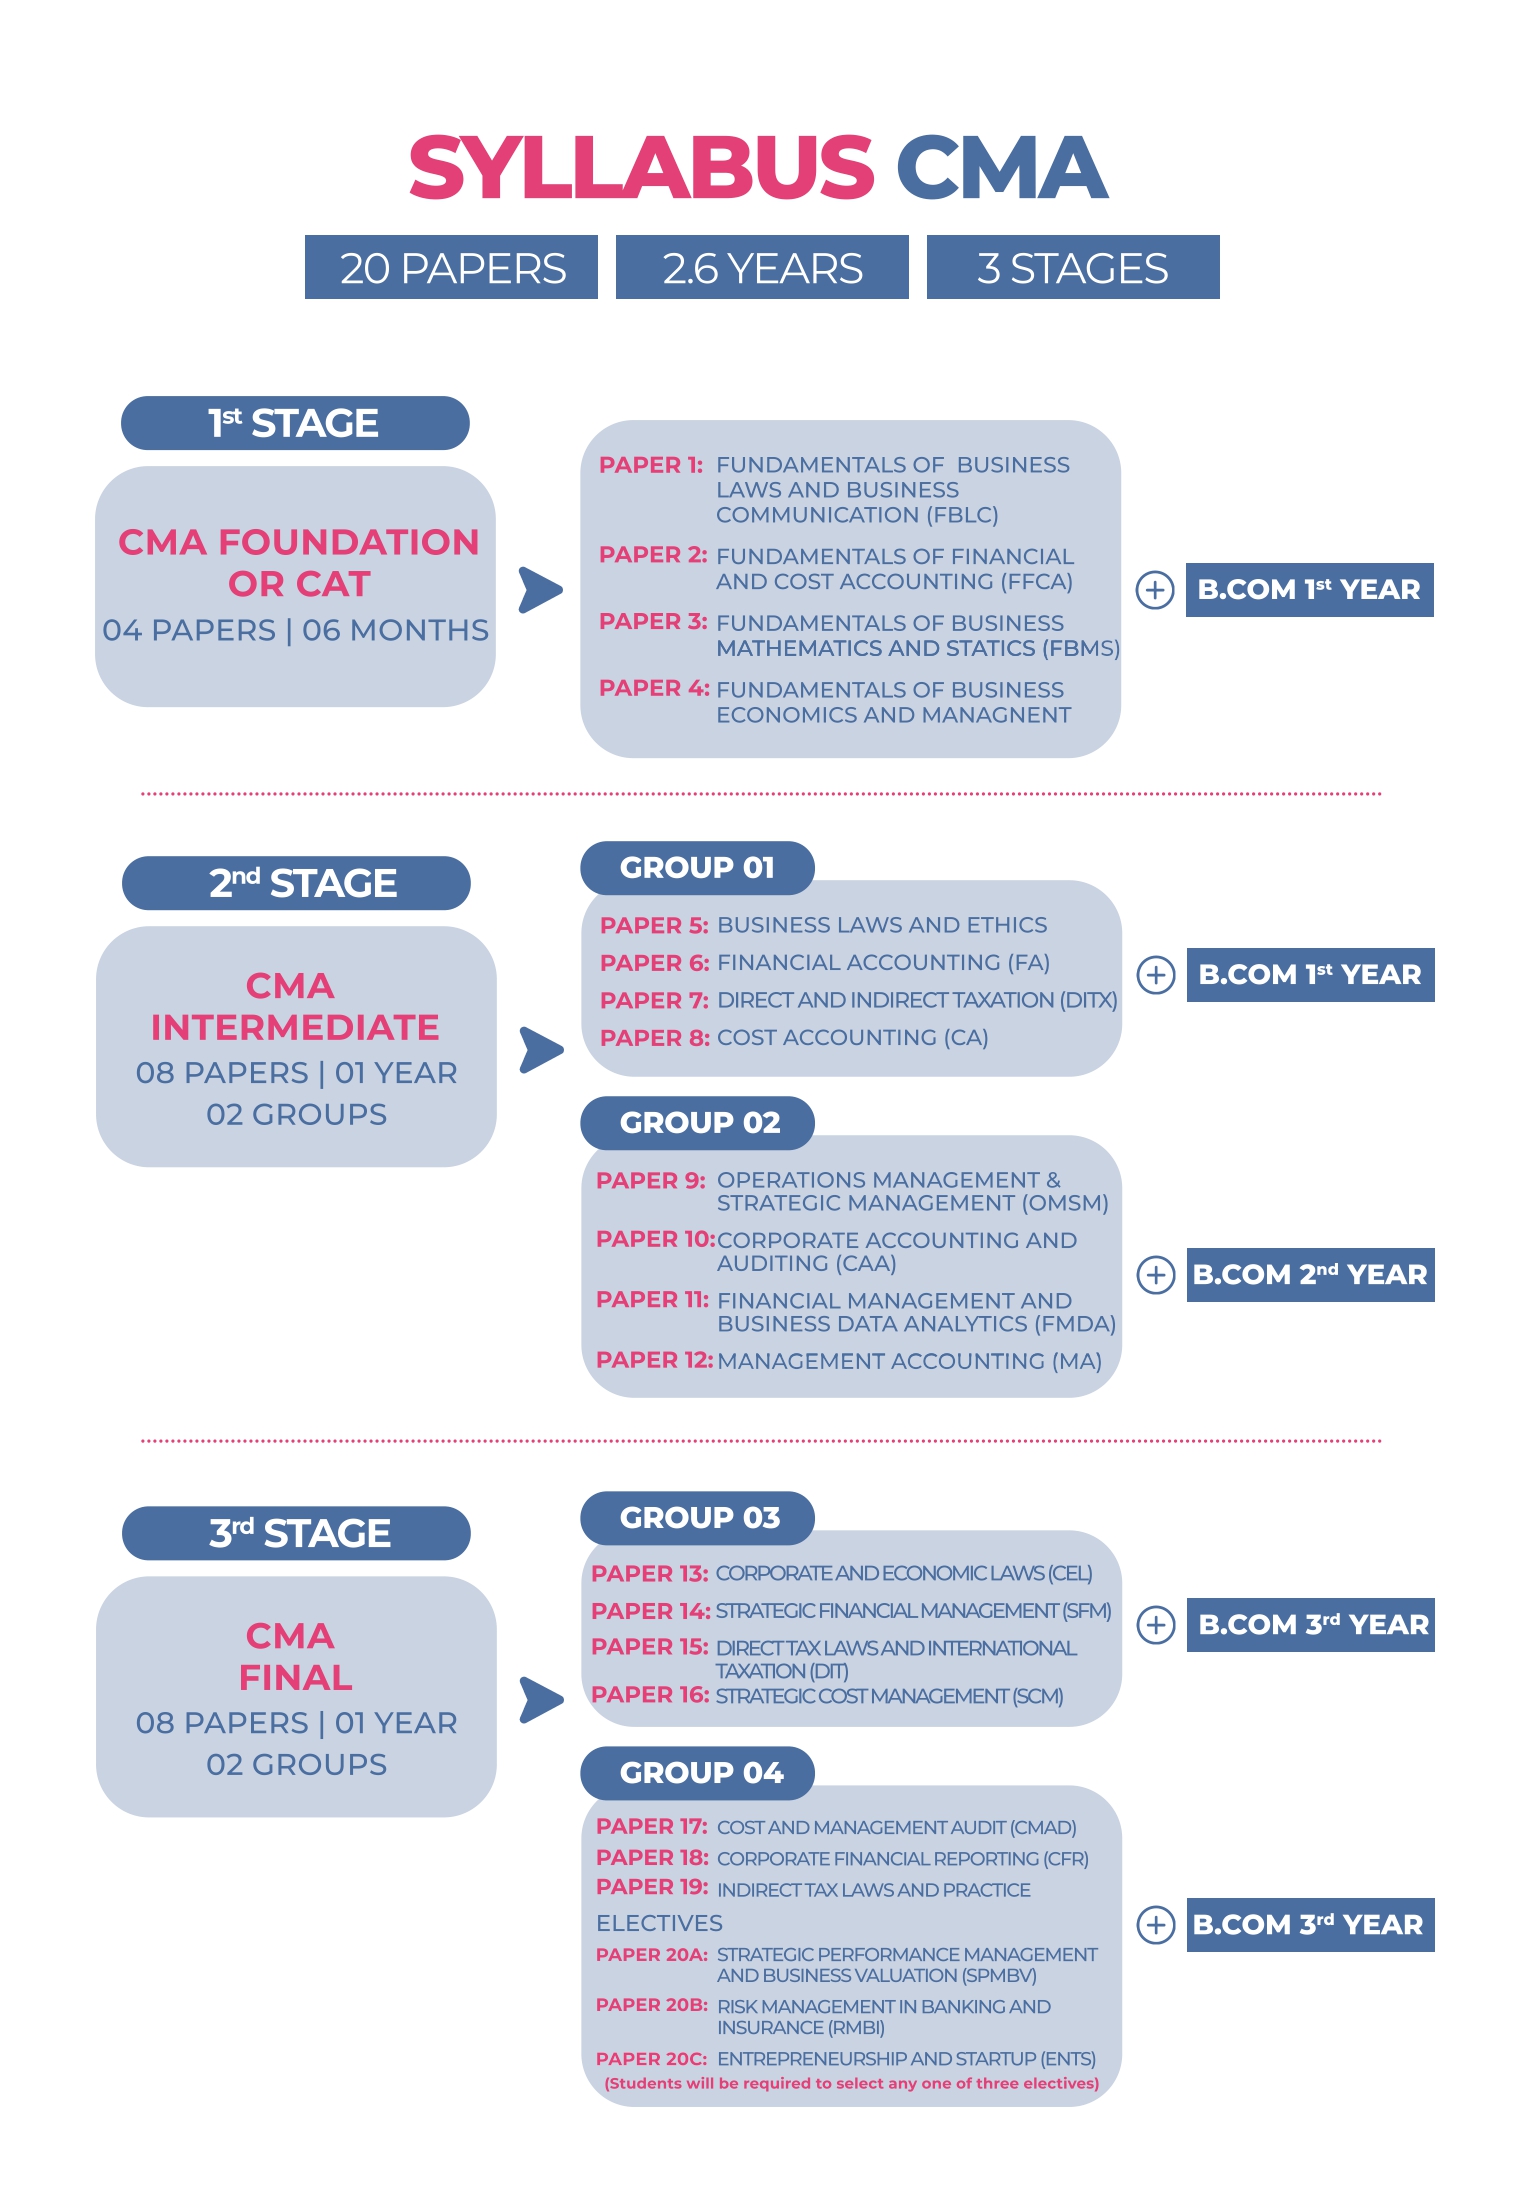 SYLLABUS CMA
20 PAPERS
2.6 YEARS
3 STAGES
1st STAGE
CMA FOUNDATION
OR CAT
04 PAPERS | 06 MONTHS
PAPER 1: FUNDAMENTALS OF BUSINESS
LAWS AND BUSINESS
COMMUNICATION (FBLC)
PAPER 2: FUNDAMENTALS OF FINANCIAL
AND COST ACCOUNTING (FFCA)
PAPER 3: FUNDAMENTALS OF BUSINESS
MATHEMATICS AND STATICS (FBMS)
PAPER 4: FUNDAMENTALS OF BUSINESS
ECONOMICS AND MANAGNENT
B.COM 1st YEAR
2nd STAGE
CMA
INTERMEDIATE
08 PAPERS | 01 YEAR
02 GROUPS
GROUP 01
PAPER 5: BUSINESS LAWS AND ETHICS
PAPER 6: FINANCIAL ACCOUNTING (FA)
PAPER 7: DIRECT AND INDIRECT TAXATION (DITX)
PAPER 8: COST ACCOUNTING (CA)
B.COM 1st YEAR
GROUP 02
PAPER 9: OPERATIONS MANAGEMENT &
STRATEGIC MANAGEMENT (OMSM)
PAPER 10: CORPORATE ACCOUNTING AND
AUDITING (CAA)
PAPER 11: FINANCIAL MANAGEMENT AND
BUSINESS DATA ANALYTICS (FMDA)
PAPER 12: MANAGEMENT ACCOUNTING (MA)
B.COM 2nd YEAR
3rd STAGE
CMA
FINAL
08 PAPERS | 01 YEAR
02 GROUPS
GROUP 03
PAPER 13: CORPORATE AND ECONOMIC LAWS (CEL)
PAPER 14: STRATEGIC FINANCIAL MANAGEMENT (SFM)
PAPER 15: DIRECT TAX LAWS AND INTERNATIONAL
TAXATION (DIT)
PAPER 16: STRATEGIC COST MANAGEMENT (SCM)
B.COM 3rd YEAR
GROUP 04
PAPER 17: COST AND MANAGEMENT AUDIT (CMAD)
PAPER 18: CORPORATE FINANCIAL REPORTING (CFR)
PAPER 19: INDIRECT TAX LAWS AND PRACTICE
ELECTIVES
PAPER 20A: STRATEGIC PERFORMANCE MANAGEMENT
AND BUSINESS VALUATION (SPMBV)
PAPER 20B: RISK MANAGEMENT IN BANKING AND
INSURANCE (RMBI)
PAPER 20C: ENTREPRENEURSHIP AND STARTUP (ENTS)
(Students will be required to select any one of three electives)
B.COM 3rd YEAR